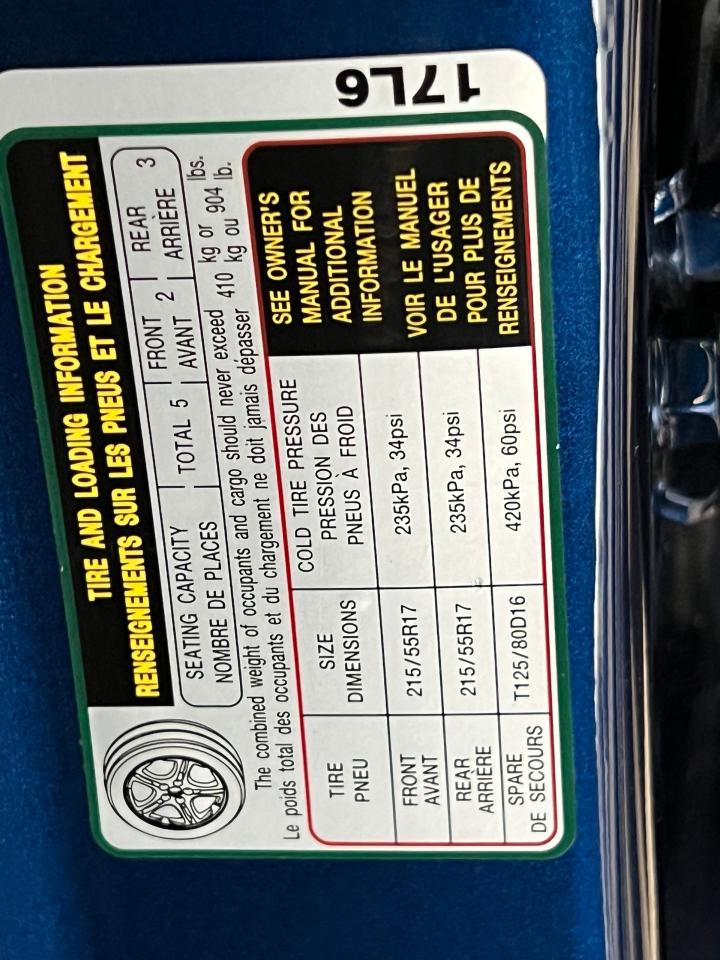 17L6
TIRE AND LOADING INFORMATION
RENSEIGNEMENTS SUR LES PNEUS ET LE CHARGEMENT
SEATING CAPACITY
NOMBRE DE PLACES
TOTAL 5
FRONT
AVANT
2
REAR
ARRIÈRE
3
The combined weight of occupants and cargo should never exceed 410 kg or lbs.
Le poids total des occupants et du chargement ne doit jamais dépasser kg ou 904 lb.
TIRE
PNEU
SIZE
DIMENSIONS
COLD TIRE PRESSURE
PRESSION DES
PNEUS À FROID
FRONT
AVANT
215/55R17
235kPa, 34psi
REAR
ARRIÈRE
215/55R17
235kPa, 34psi
SPARE
DE SECOURS
T125/80D16
420kPa, 60psi
SEE OWNER'S
MANUAL FOR
ADDITIONAL
INFORMATION
VOIR LE MANUEL
DE L'USAGER
POUR PLUS DE
RENSEIGNEMENTS